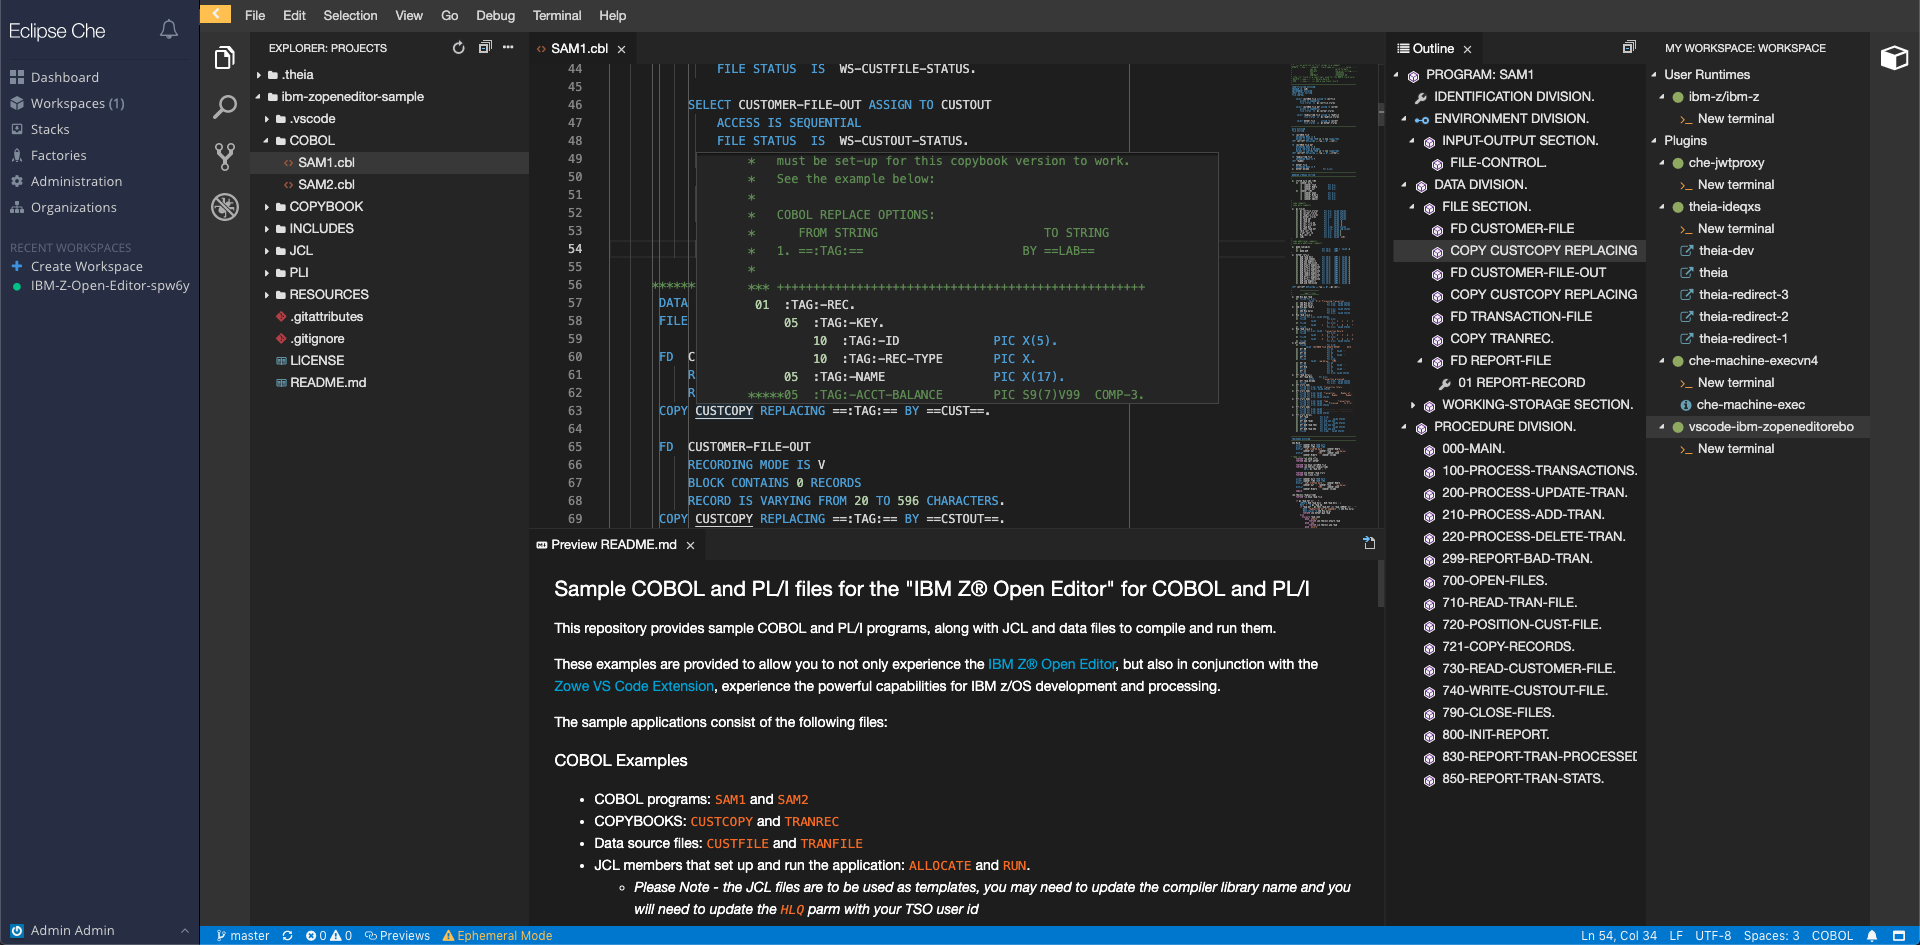 Eclipse Che
Dashboard
Workspaces (1)
Stacks
Factories
Administration
Organizations
RECENT WORKSPACES
Create Workspace
IBM-Z-Open-Editor-spw6y
Admin Admin
File Edit Selection View Go Debug Terminal Help
EXPLORER: PROJECTS
.theia
ibm-zopeneditor-sample
.vscode
COBOL
SAM1.cbl
SAM2.cbl
COPYBOOK
INCLUDES
JCL
PLI
RESOURCES
.gitattributes
.gitignore
LICENSE
README.md
SAM1.cbl
44 FILE STATUS IS WS-CUSTFILE-STATUS.
45
46 SELECT CUSTOMER-FILE-OUT ASSIGN TO CUSTOUT
47 ACCESS IS SEQUENTIAL
48 FILE STATUS IS WS-CUSTOUT-STATUS.
49
50
51
52
53
54
55
56 ******
57 DATA
58 FILE
59
60 FD C
61 R
62 R
63 COPY CUSTCOPY REPLACING ==:TAG:== BY ==CUST==.
64
65 FD CUSTOMER-FILE-OUT
66 RECORDING MODE IS V
67 BLOCK CONTAINS 0 RECORDS
68 RECORD IS VARYING FROM 20 TO 596 CHARACTERS.
69 COPY CUSTCOPY REPLACING ==:TAG:== BY ==CSTOUT==.
* must be set-up for this copybook version to work.
* See the example below:
*
* COBOL REPLACE OPTIONS:
* FROM STRING TO STRING
* 1. ==:TAG:== BY ==LAB==
*
*** +++++++++++++++++++++++++++++++++++++++++++++++++++
01 :TAG:-REC.
05 :TAG:-KEY.
10 :TAG:-ID PIC X(5).
10 :TAG:-REC-TYPE PIC X.
05 :TAG:-NAME PIC X(17).
*****05 :TAG:-ACCT-BALANCE PIC S9(7)V99 COMP-3.
Preview README.md
Sample COBOL and PL/I files for the "IBM Z® Open Editor" for COBOL and PL/I
This repository provides sample COBOL and PL/I programs, along with JCL and data files to compile and run them.
These examples are provided to allow you to not only experience the IBM Z® Open Editor, but also in conjunction with the
Zowe VS Code Extension, experience the powerful capabilities for IBM z/OS development and processing.
The sample applications consist of the following files:
COBOL Examples
• COBOL programs: SAM1 and SAM2
• COPYBOOKS: CUSTCOPY and TRANREC
• Data source files: CUSTFILE and TRANFILE
• JCL members that set up and run the application: ALLOCATE and RUN.
◦ Please Note - the JCL files are to be used as templates, you may need to update the compiler library name and you
will need to update the HLQ parm with your TSO user id
Outline
PROGRAM: SAM1
IDENTIFICATION DIVISION.
ENVIRONMENT DIVISION.
INPUT-OUTPUT SECTION.
FILE-CONTROL.
DATA DIVISION.
FILE SECTION.
FD CUSTOMER-FILE
COPY CUSTCOPY REPLACING
FD CUSTOMER-FILE-OUT
COPY CUSTCOPY REPLACING
FD TRANSACTION-FILE
COPY TRANREC.
FD REPORT-FILE
01 REPORT-RECORD
WORKING-STORAGE SECTION.
PROCEDURE DIVISION.
000-MAIN.
100-PROCESS-TRANSACTIONS.
200-PROCESS-UPDATE-TRAN.
210-PROCESS-ADD-TRAN.
220-PROCESS-DELETE-TRAN.
299-REPORT-BAD-TRAN.
700-OPEN-FILES.
710-READ-TRAN-FILE.
720-POSITION-CUST-FILE.
721-COPY-RECORDS.
730-READ-CUSTOMER-FILE.
740-WRITE-CUSTOUT-FILE.
790-CLOSE-FILES.
800-INIT-REPORT.
830-REPORT-TRAN-PROCESSED
850-REPORT-TRAN-STATS.
MY WORKSPACE: WORKSPACE
User Runtimes
ibm-z/ibm-z
New terminal
Plugins
che-jwtproxy
New terminal
theia-ideqxs
New terminal
theia-dev
theia
theia-redirect-3
theia-redirect-2
theia-redirect-1
che-machine-execvn4
New terminal
che-machine-exec
vscode-ibm-zopeneditorebo
New terminal
master 0 0 Previews Ephemeral Mode Ln 54, Col 34 LF UTF-8 Spaces: 3 COBOL